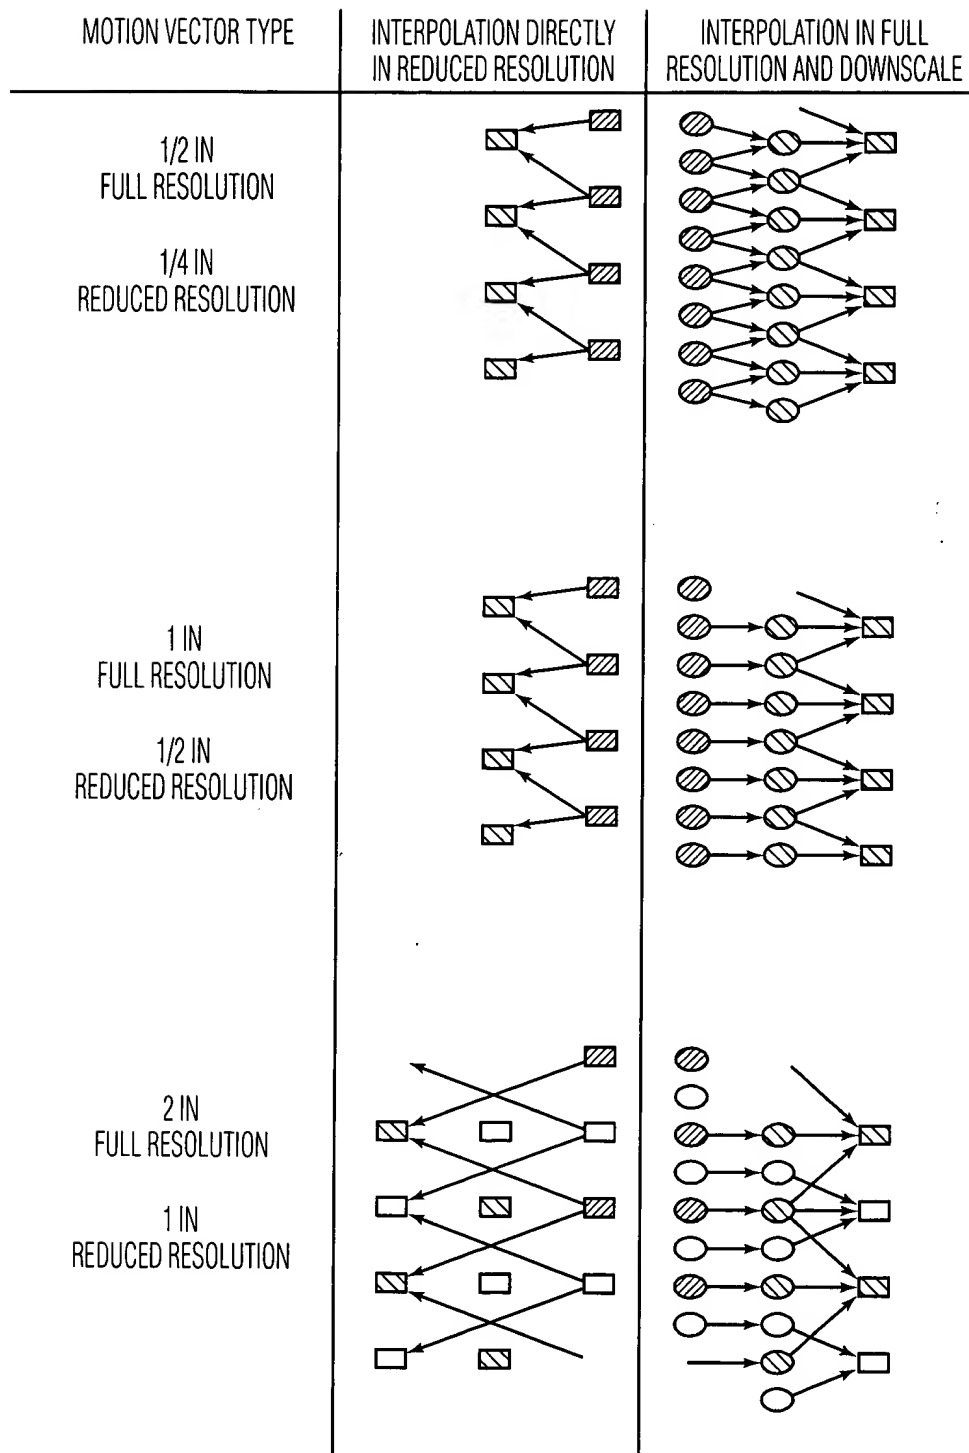 MOTION VECTOR TYPE
INTERPOLATION DIRECTLY
IN REDUCED RESOLUTION
INTERPOLATION IN FULL
RESOLUTION AND DOWNSCALE
1/2 IN
FULL RESOLUTION
1/4 IN
REDUCED RESOLUTION
1 IN
FULL RESOLUTION
1/2 IN
REDUCED RESOLUTION
2 IN
FULL RESOLUTION
1 IN
REDUCED RESOLUTION